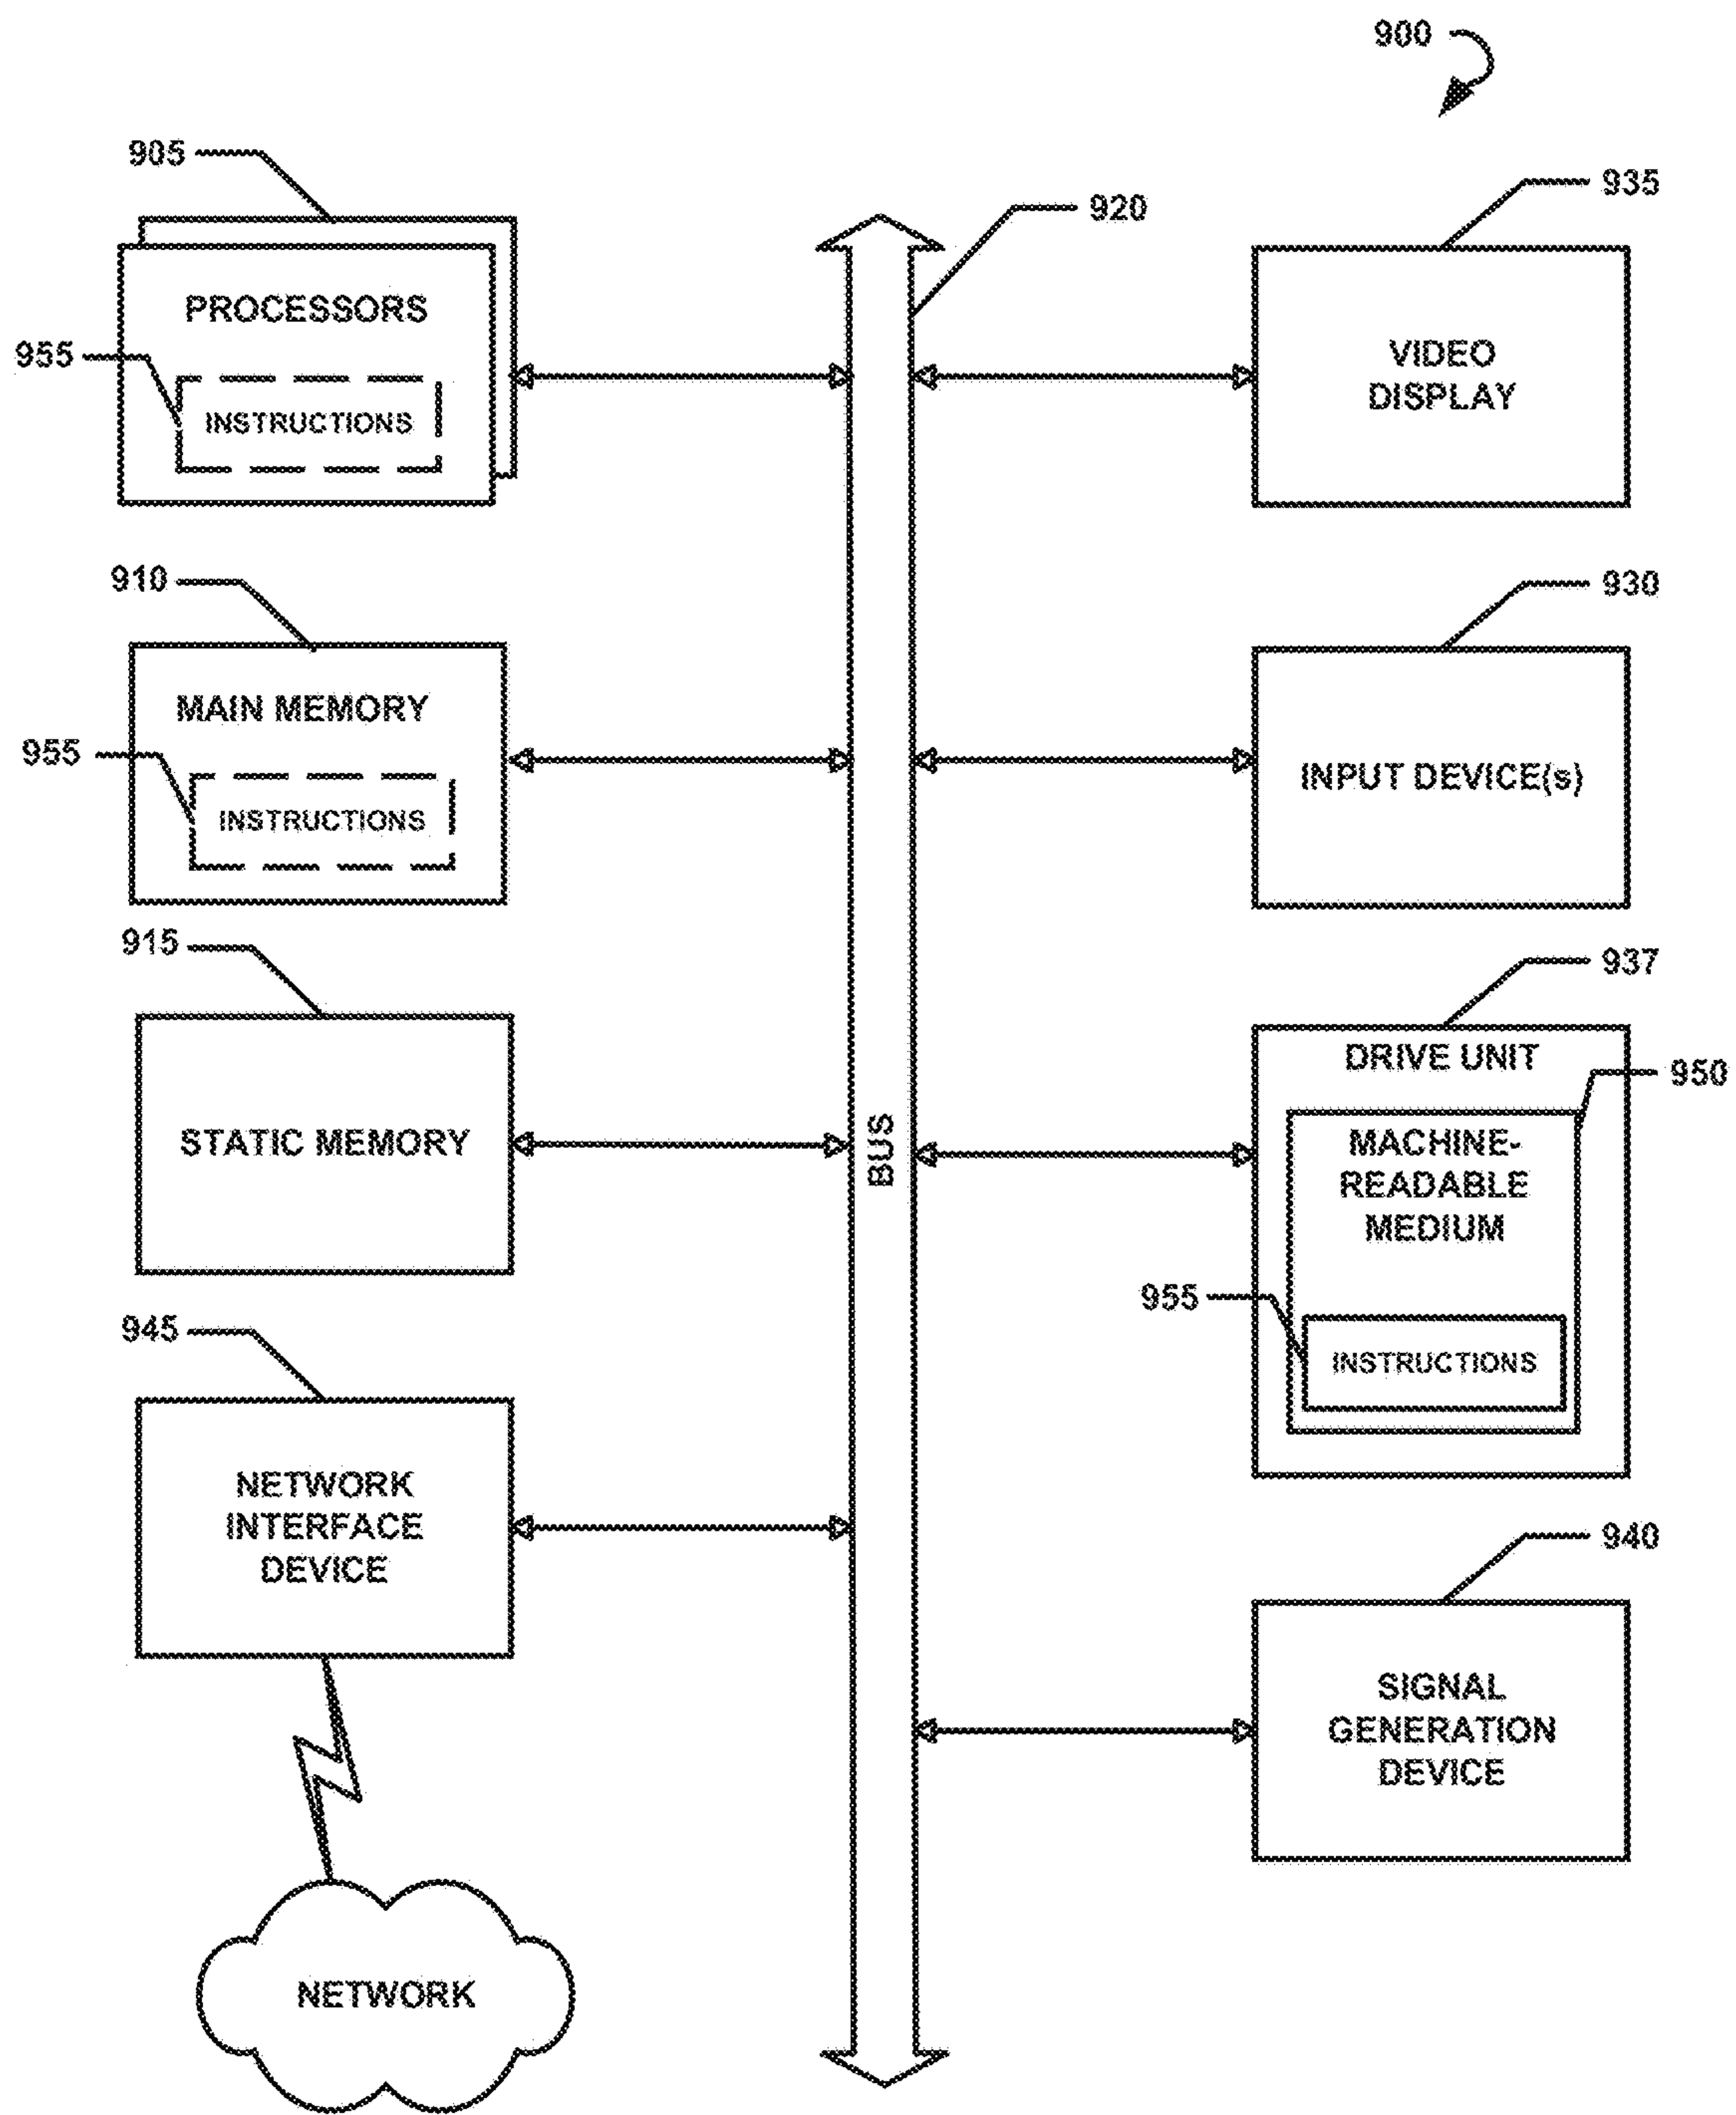 900
905
PROCESSORS
955
INSTRUCTIONS
910
MAIN MEMORY
955
INSTRUCTIONS
915
STATIC MEMORY
945
NETWORK
INTERFACE
DEVICE
NETWORK
920
BUS
935
VIDEO
DISPLAY
930
INPUT DEVICE(s)
937
DRIVE UNIT
950
MACHINE-
READABLE
MEDIUM
955
INSTRUCTIONS
940
SIGNAL
GENERATION
DEVICE